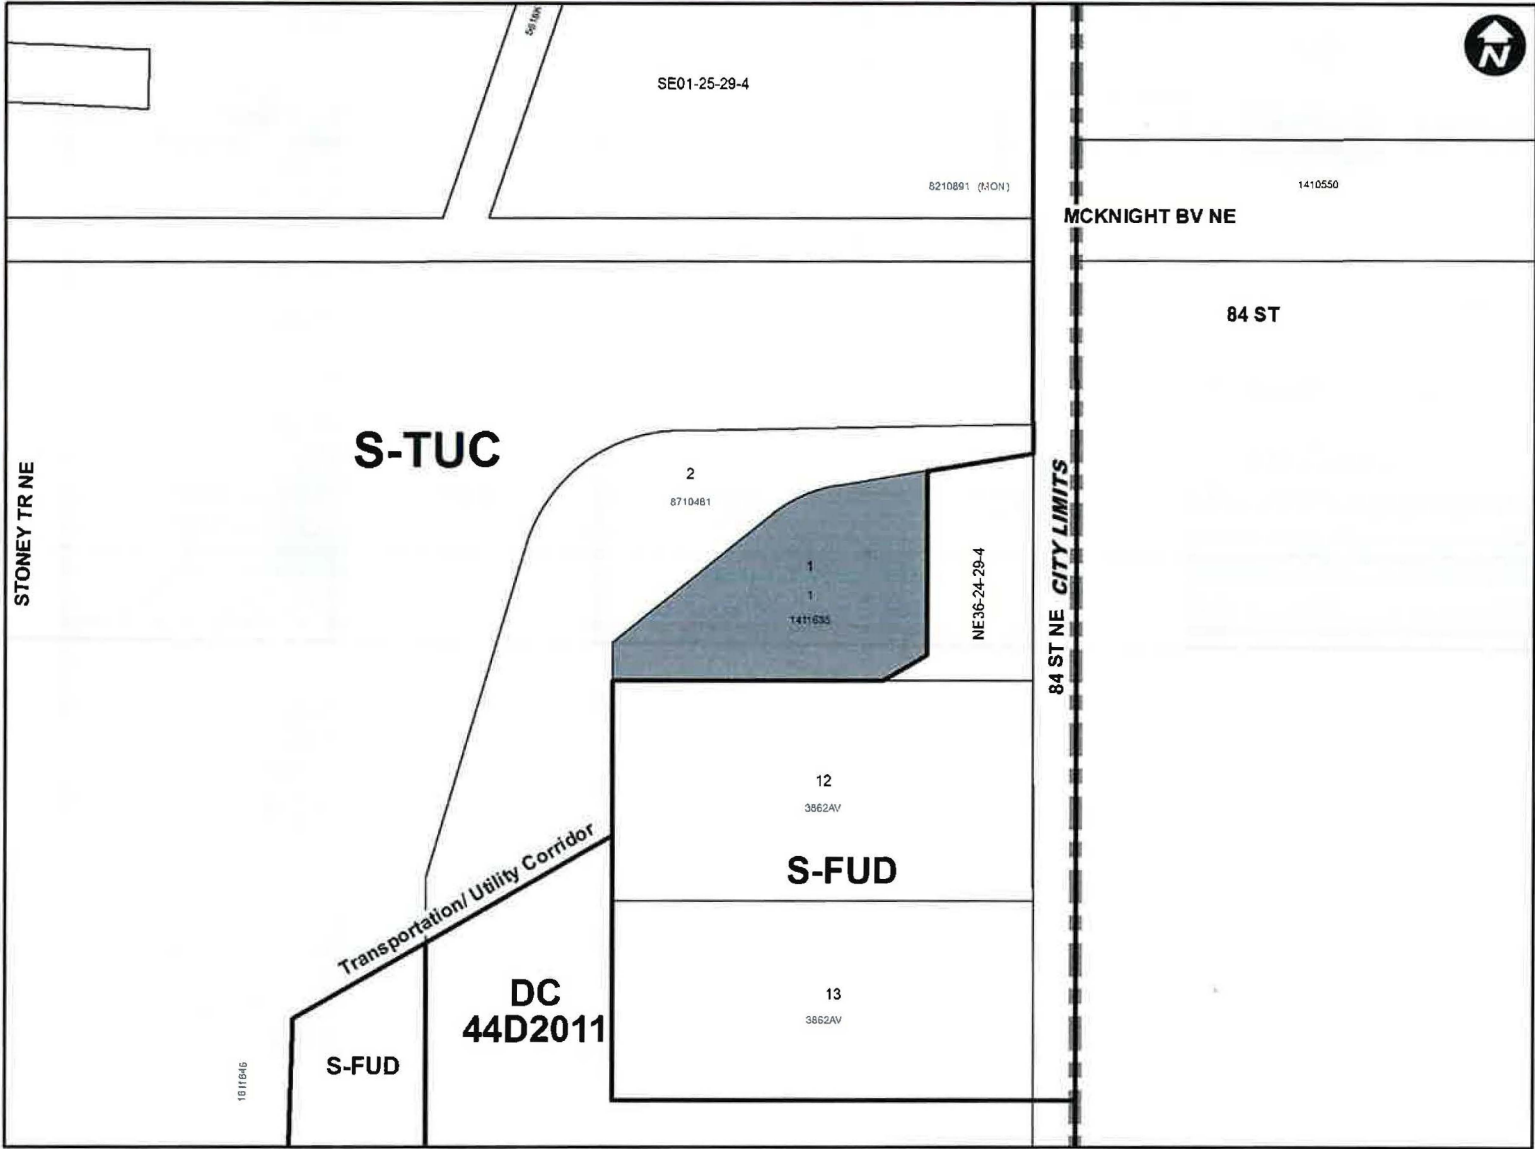 5618K
N
SE01-25-29-4
8210891 (MON)
1410550
MCKNIGHT BV NE
84 ST
S-TUC
STONEY TR NE
2
8710461
1
1
1411635
NE36-24-29-4
84 ST NE CITY LIMITS
12
3862AV
S-FUD
Transportation/ Utility Corridor
DC
44D2011
13
3862AV
S-FUD
1611646